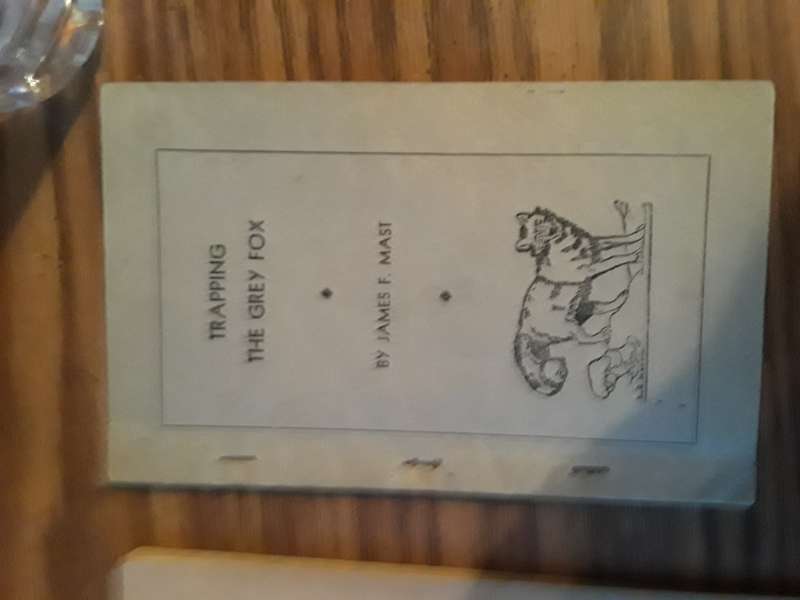 TRAPPING
THE GREY FOX
BY JAMES F. MAST